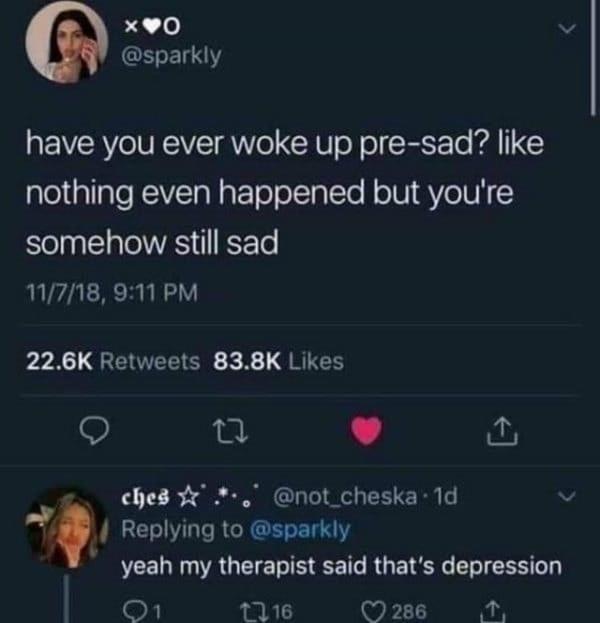 x♥O
@sparkly
have you ever woke up pre-sad? like
nothing even happened but you're
somehow still sad
11/7/18, 9:11 PM
22.6K Retweets 83.8K Likes
𝖈𝖍𝖊𝖘 ☆ ﾟ.*･｡ﾟ @not_cheska · 1d
Replying to @sparkly
yeah my therapist said that's depression
1 16 286